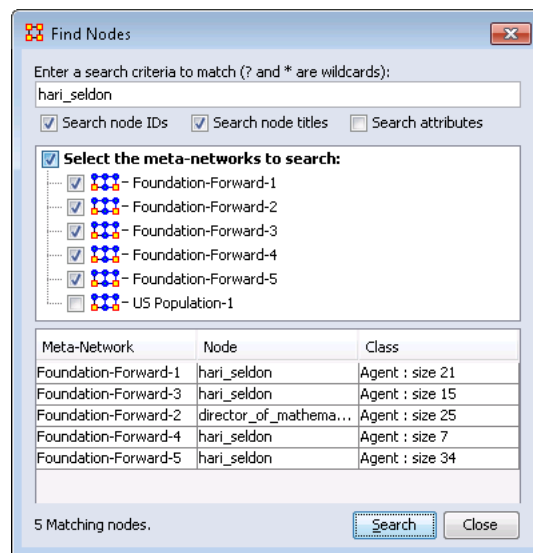 Find Nodes
Enter a search criteria to match (? and * are wildcards):
hari_seldon
Search node IDs Search node titles Search attributes
Select the meta-networks to search:
- Foundation-Forward-1
- Foundation-Forward-2
- Foundation-Forward-3
- Foundation-Forward-4
- Foundation-Forward-5
- US Population-1
Meta-Network Node Class
Foundation-Forward-1 hari_seldon Agent : size 21
Foundation-Forward-3 hari_seldon Agent : size 15
Foundation-Forward-2 director_of_mathema... Agent : size 25
Foundation-Forward-4 hari_seldon Agent : size 7
Foundation-Forward-5 hari_seldon Agent : size 34
5 Matching nodes. Search Close